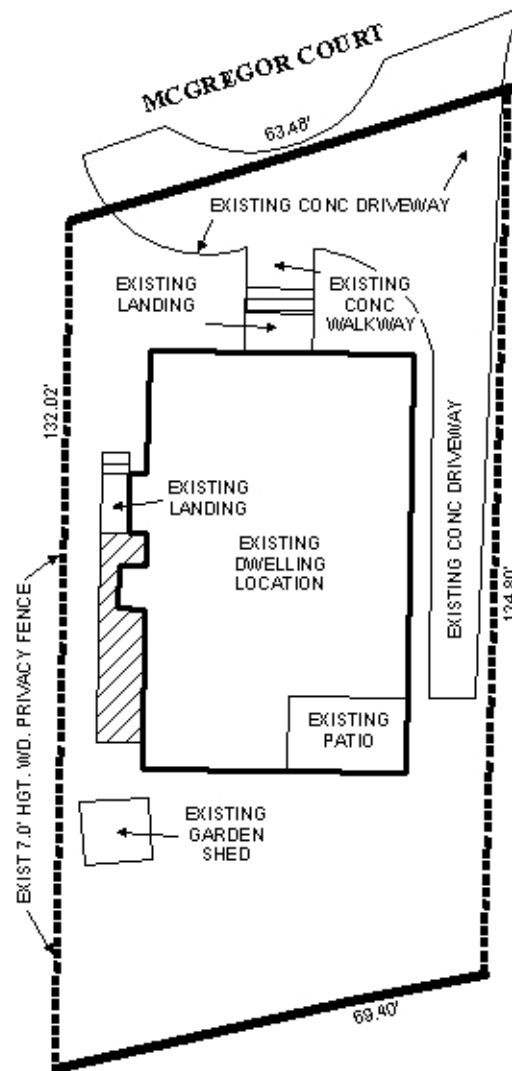 MCGREGOR COURT
63.48'
EXISTING CONC DRIVEWAY
EXISTING
LANDING
EXISTING
CONC
WALKWAY
132.02'
EXISTING
LANDING
EXISTING
DWELLING
LOCATION
EXISTING CONC DRIVEWAY
124.80'
EXIST 7.0' HGT. WD. PRIVACY FENCE
EXISTING
PATIO
EXISTING
GARDEN
SHED
69.40'